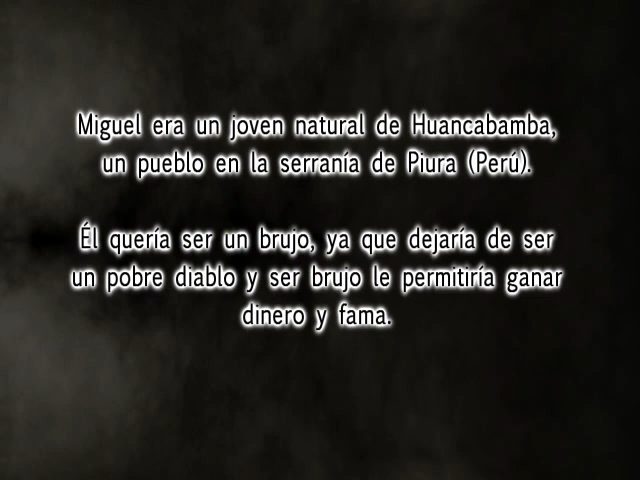 Miguel era un joven natural de Huancabamba,
un pueblo en la serranía de Piura (Perú).
Él quería ser un brujo, ya que dejaría de ser
un pobre diablo y ser brujo le permitiría ganar
dinero y fama.